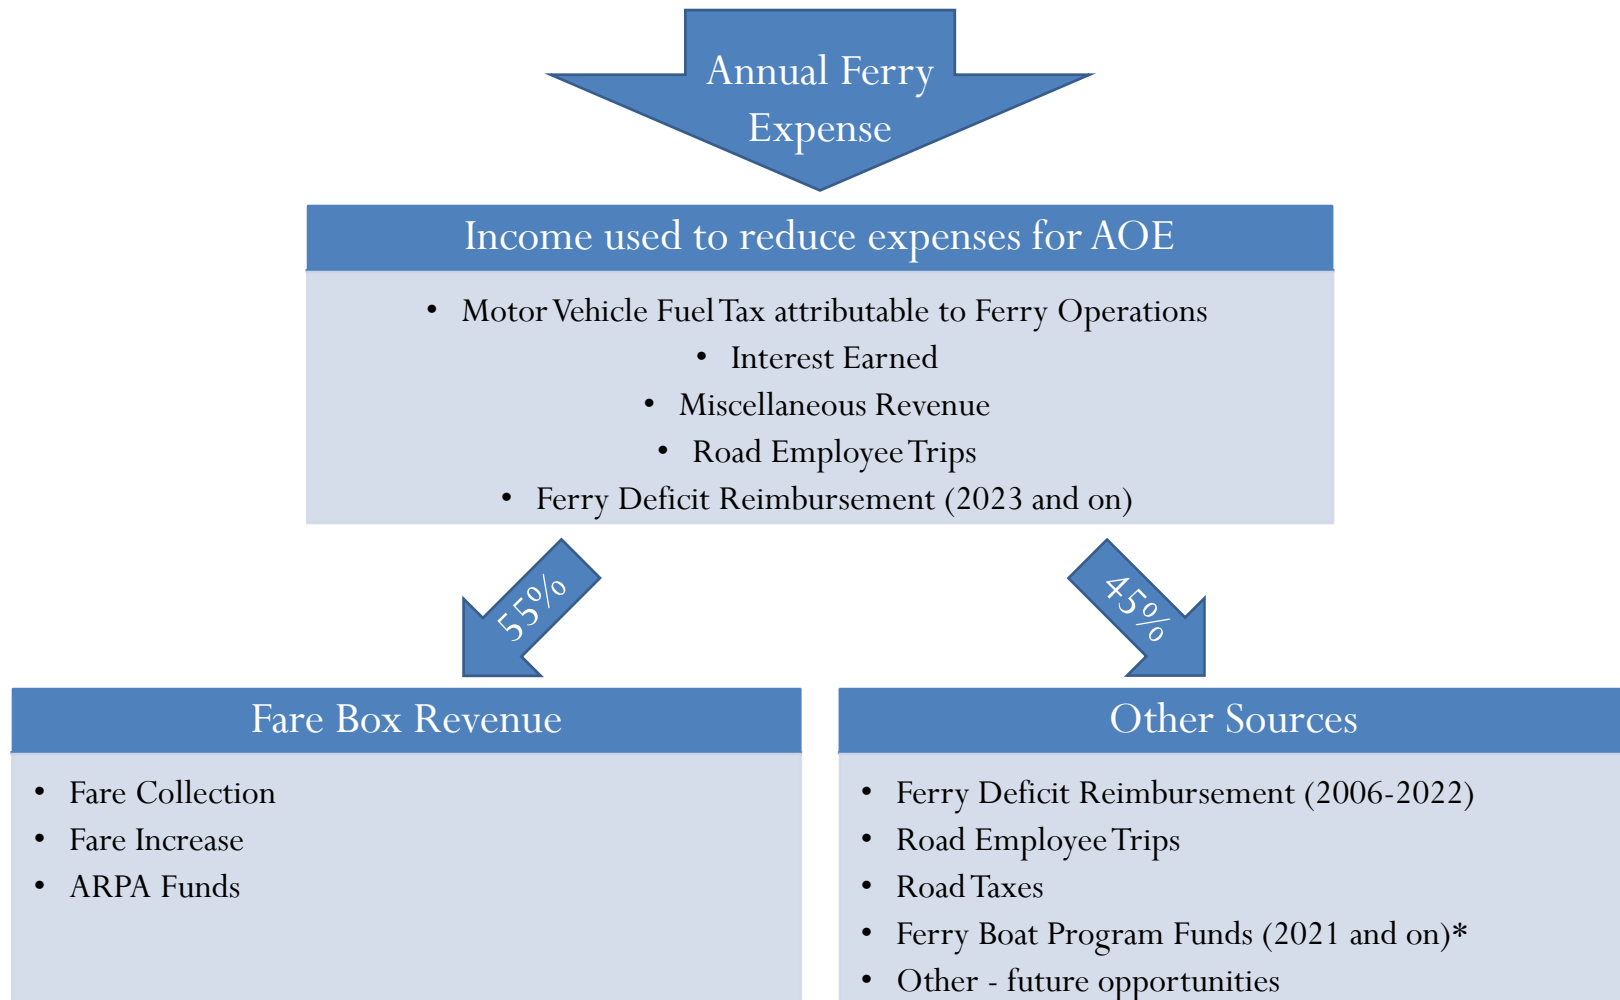 Annual Ferry
Expense
Income used to reduce expenses for AOE
• Motor Vehicle Fuel Tax attributable to Ferry Operations
• Interest Earned
• Miscellaneous Revenue
• Road Employee Trips
• Ferry Deficit Reimbursement (2023 and on)
55%
45%
Fare Box Revenue
• Fare Collection
• Fare Increase
• ARPA Funds
Other Sources
• Ferry Deficit Reimbursement (2006-2022)
• Road Employee Trips
• Road Taxes
• Ferry Boat Program Funds (2021 and on)*
• Other - future opportunities